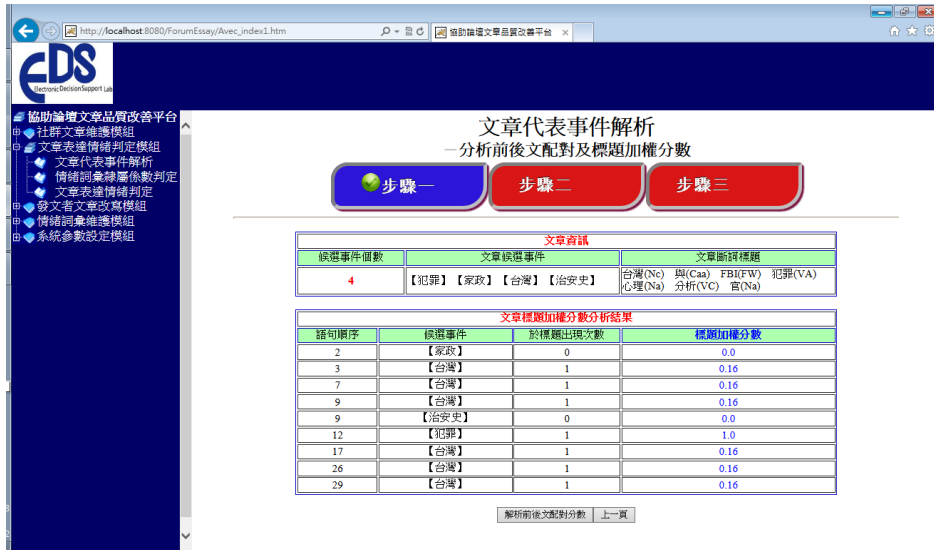 http://localhost:8080/ForumEssay/Avec_index1.htm
協助論壇文章品質改善平台
EDS
Electronic Decision Support Lab
協助論壇文章品質改善平台
社群文章維護模組
文章表達情緒判定模組
文章代表事件解析
情緒詞彙隸屬係數判定
文章表達情緒判定
發文者文章改寫模組
情緒詞彙維護模組
系統參數設定模組
文章代表事件解析
－分析前後文配對及標題加權分數
步驟一 步驟二 步驟三
文章資訊
候選事件個數 文章候選事件 文章斷詞標題
4 【犯罪】【家政】【台灣】【治安史】 台灣(Nc) 與(Caa) FBI(FW) 犯罪(VA)
心理(Na) 分析(VC) 官(Na)
文章標題加權分數分析結果
語句順序 候選事件 於標題出現次數 標題加權分數
2 【家政】 0 0.0
3 【台灣】 1 0.16
7 【台灣】 1 0.16
9 【台灣】 1 0.16
9 【治安史】 0 0.0
12 【犯罪】 1 1.0
17 【台灣】 1 0.16
26 【台灣】 1 0.16
29 【台灣】 1 0.16
解析前後文配對分數 上一頁